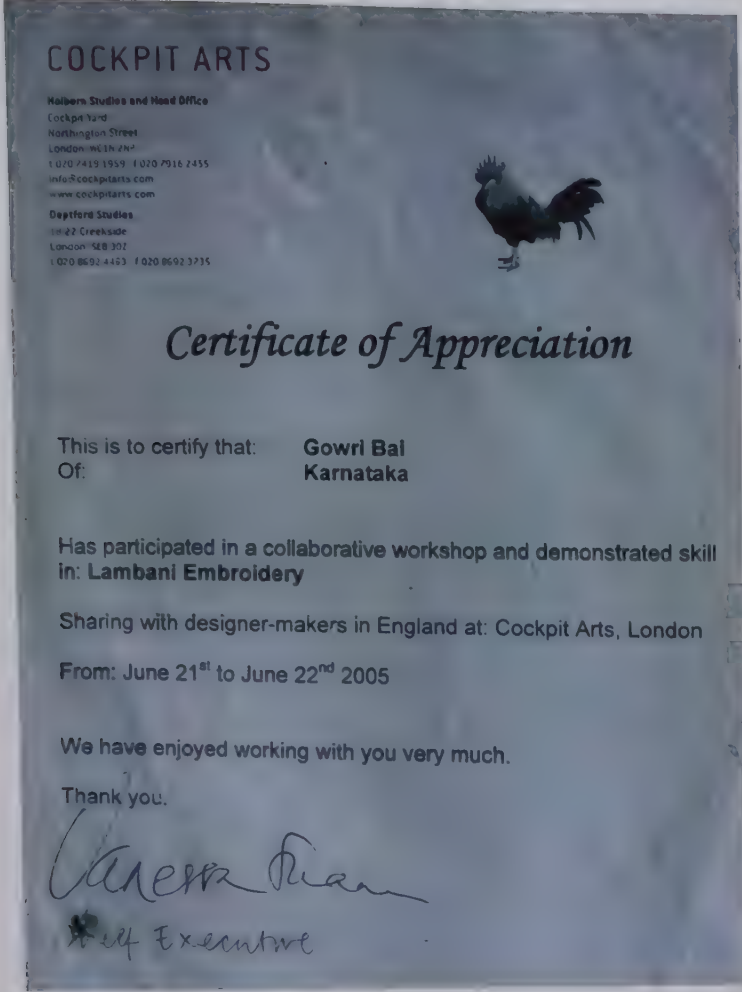 COCKPIT ARTS
Holborn Studios and Head Office
Cockpit Yard
Northington Street
London WC1N 2NP
t 020 7419 1959 f 020 7916 2455
info@cockpitarts.com
www.cockpitarts.com
Deptford Studios
18-22 Creekside
London SE8 3DZ
t 020 8692 4463 f 020 8692 3735
Certificate of Appreciation
This is to certify that: Gowri Bai
Of: Karnataka
Has participated in a collaborative workshop and demonstrated skill
in: Lambani Embroidery
Sharing with designer-makers in England at: Cockpit Arts, London
From: June 21st to June 22nd 2005
We have enjoyed working with you very much.
Thank you.
Vanessa
Executive